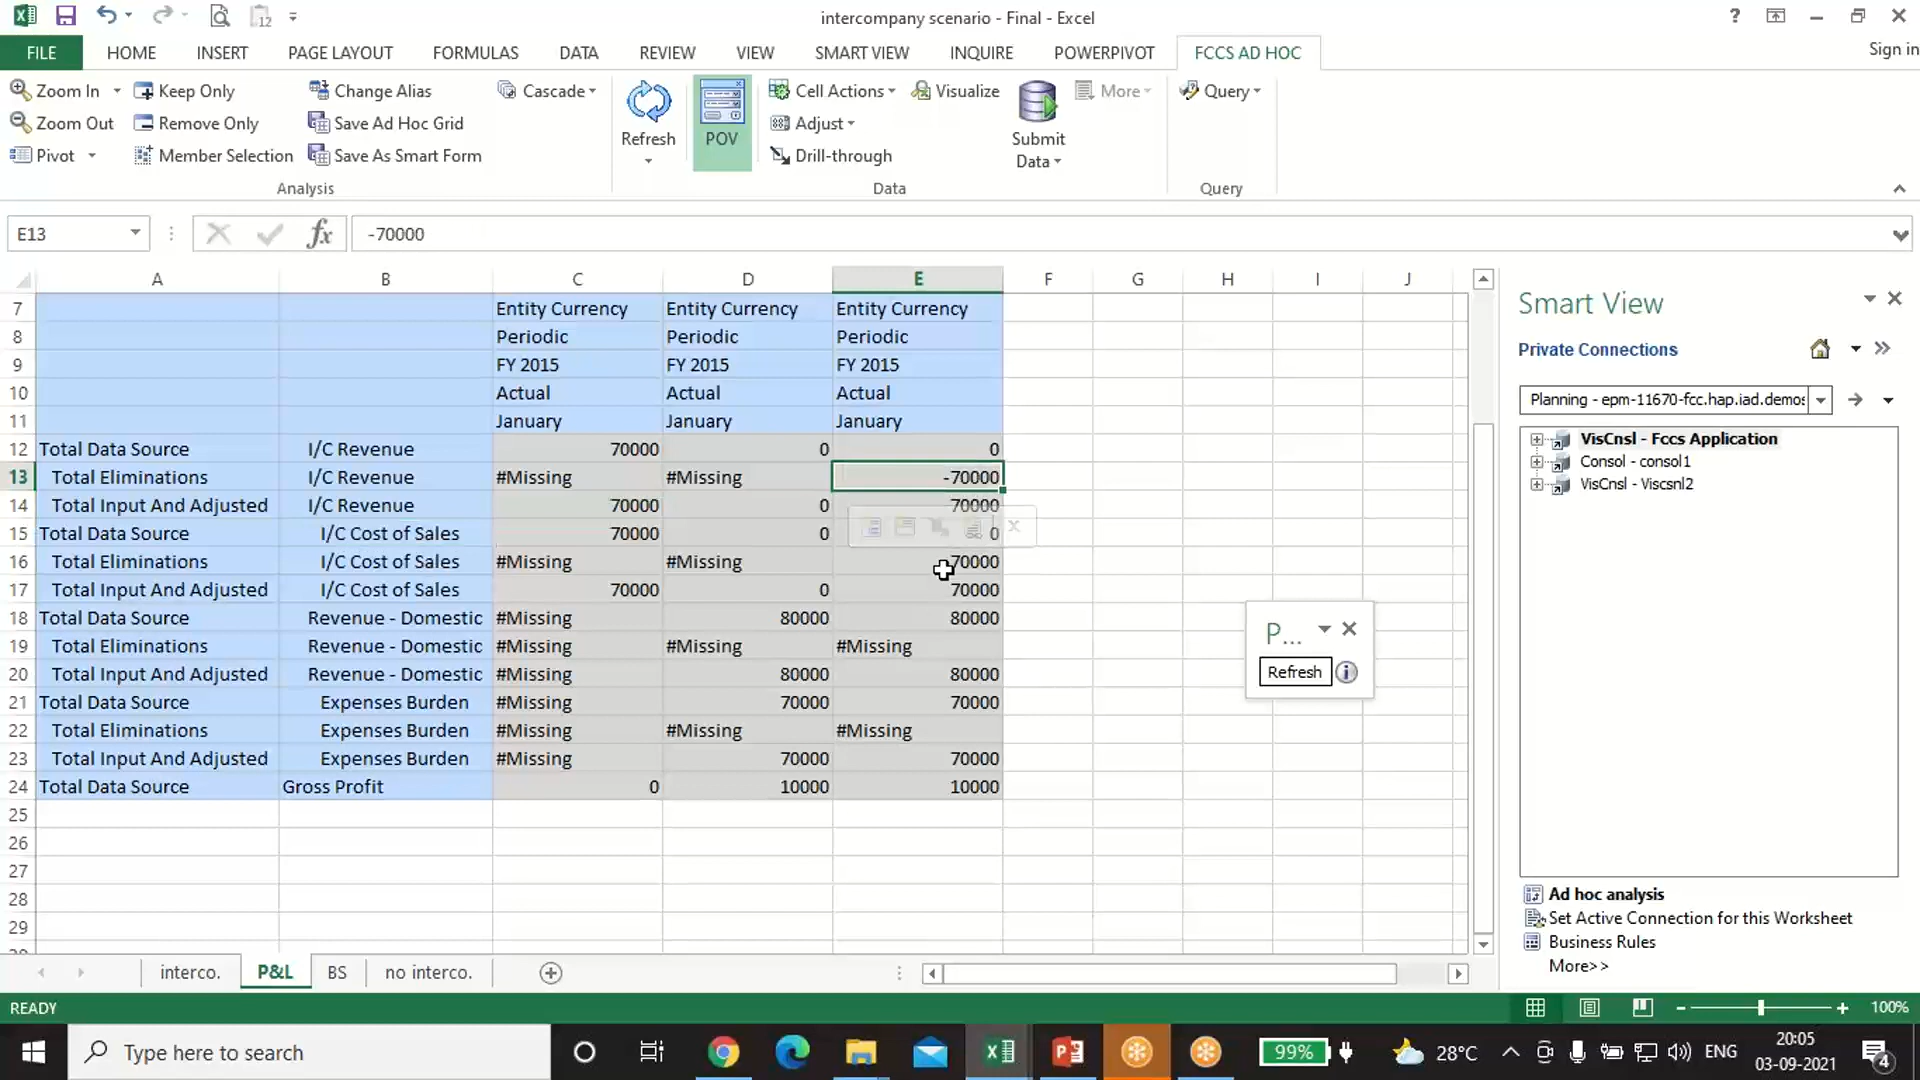 intercompany scenario - Final - Excel
12
?
FILE HOME INSERT PAGE LAYOUT FORMULAS DATA REVIEW VIEW SMART VIEW INQUIRE POWERPIVOT FCCS AD HOC Sign in
Zoom In Keep Only Change Alias Cascade Refresh POV Cell Actions Visualize Submit Data More Query
Zoom Out Remove Only Save Ad Hoc Grid Adjust
Pivot Member Selection Save As Smart Form Drill-through
Analysis Data Query
E13 fx -70000
A B C D E F G H I J
7 Entity Currency Entity Currency Entity Currency
8 Periodic Periodic Periodic
9 FY 2015 FY 2015 FY 2015
10 Actual Actual Actual
11 January January January
12 Total Data Source I/C Revenue 70000 0 0
13 Total Eliminations I/C Revenue #Missing #Missing -70000
14 Total Input And Adjusted I/C Revenue 70000 0 70000
15 Total Data Source I/C Cost of Sales 70000 0 0
16 Total Eliminations I/C Cost of Sales #Missing #Missing
17 Total Input And Adjusted I/C Cost of Sales 70000 0 70000
18 Total Data Source Revenue - Domestic #Missing 80000 80000
19 Total Eliminations Revenue - Domestic #Missing #Missing #Missing
20 Total Input And Adjusted Revenue - Domestic #Missing 80000 80000
21 Total Data Source Expenses Burden #Missing 70000 70000
22 Total Eliminations Expenses Burden #Missing #Missing #Missing
23 Total Input And Adjusted Expenses Burden #Missing 70000 70000
24 Total Data Source Gross Profit 0 10000 10000
25
26
27
28
29
P...
Refresh
Smart View
Private Connections
Planning - epm-11670-fcc.hap.iad.demos
VisCnsl - Fccs Application
Consol - consol1
VisCnsl - Viscsnl2
Ad hoc analysis
Set Active Connection for this Worksheet
Business Rules
More>>
interco. P&L BS no interco.
READY 100%
Type here to search 99% 28°C ENG 20:05
03-09-2021 4